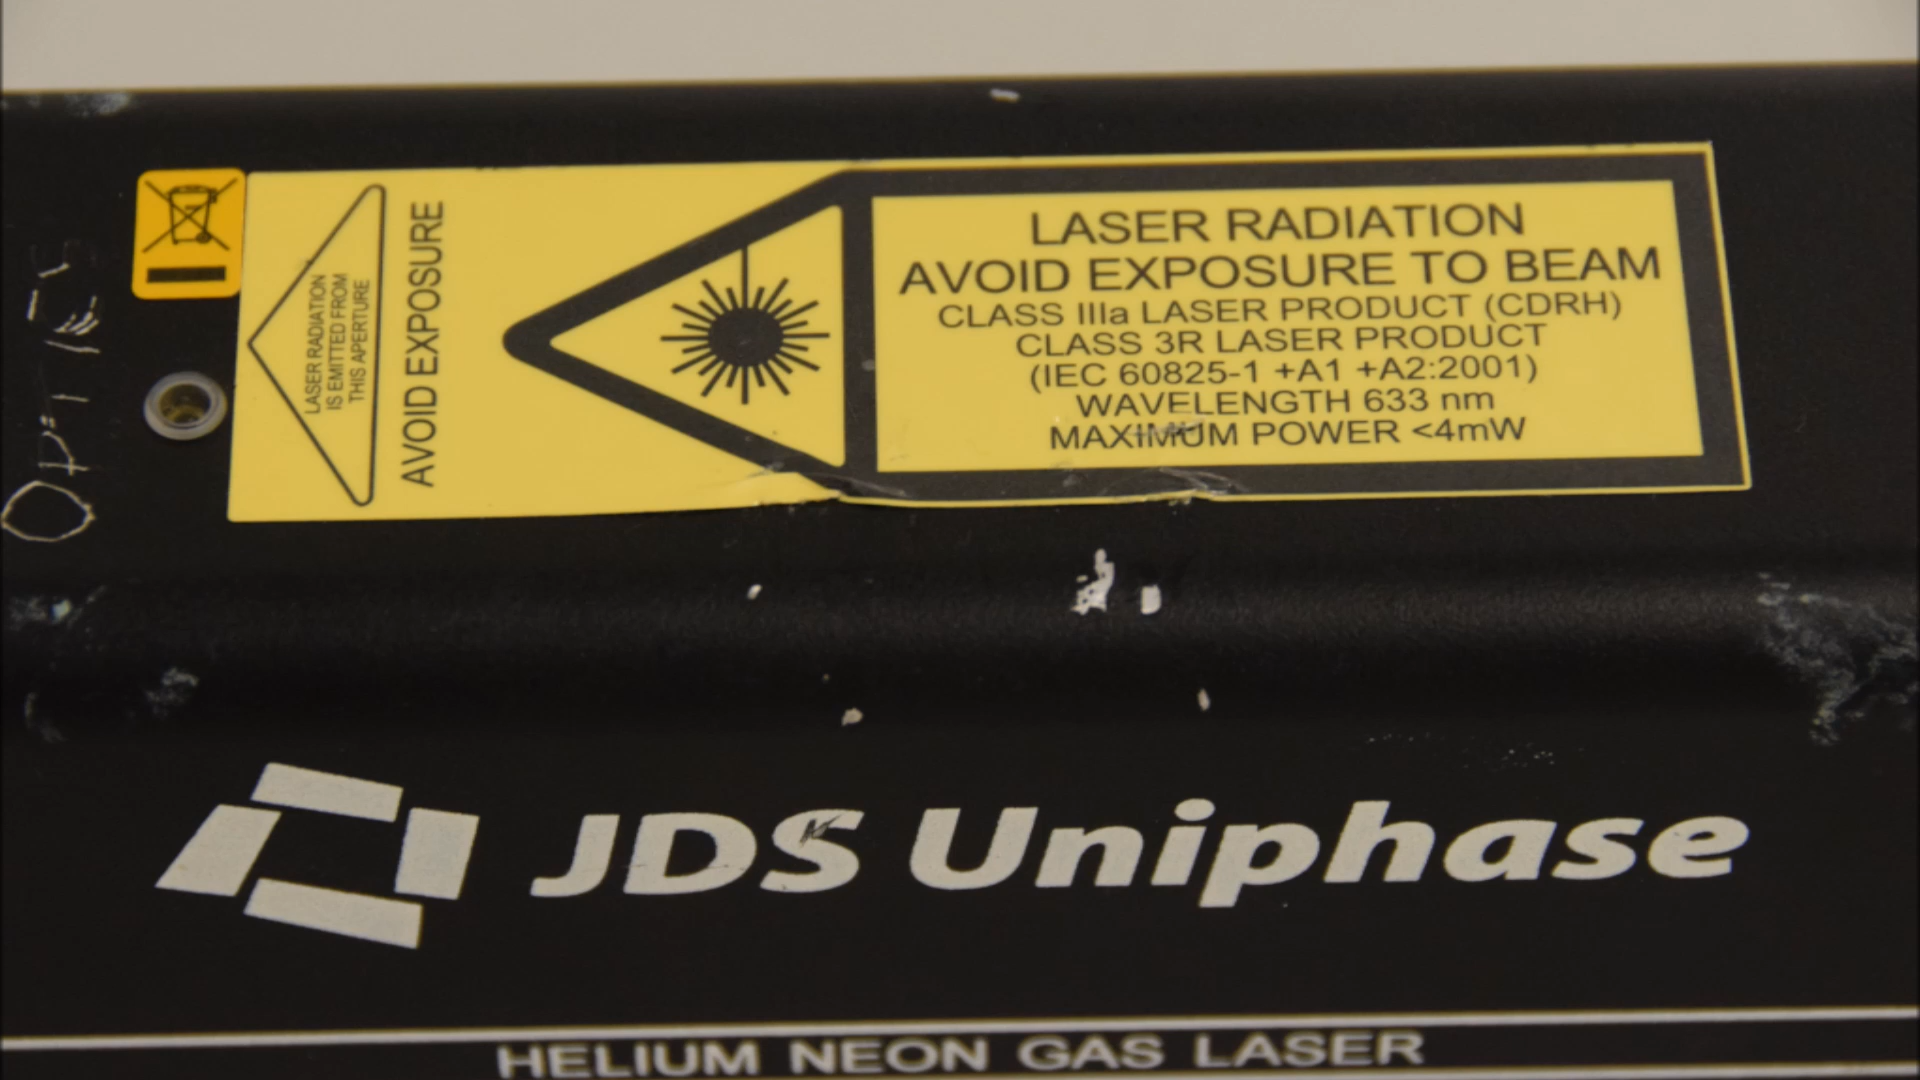 OPTICS
LASER RADIATION
IS EMITTED FROM
THIS APERTURE
AVOID EXPOSURE
LASER RADIATION
AVOID EXPOSURE TO BEAM
CLASS IIIa LASER PRODUCT (CDRH)
CLASS 3R LASER PRODUCT
(IEC 60825-1 +A1 +A2:2001)
WAVELENGTH 633 nm
MAXIMUM POWER <4mW
JDS Uniphase
HELIUM NEON GAS LASER